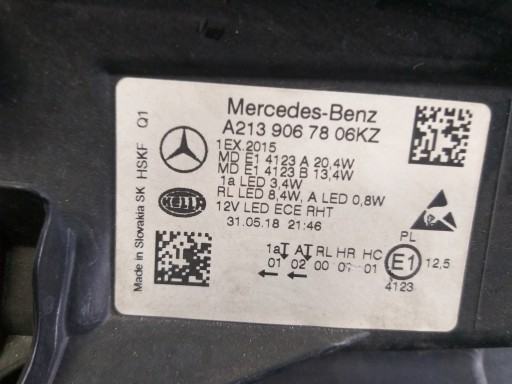 Mercedes-Benz
A213 906 78 06KZ
1EX.2015
MD E1 4123 A 20,4W
MD E1 4123 B 13,4W
1a LED 3,4W
RL LED 8,4W, A LED 0,8W
12V LED ECE RHT
31.05.18 21:46
HELLA
Made in Slovakia SK HSKF Q1
1a A RL HR HC PL
01 02 00 01 01
E1 12,5
4123